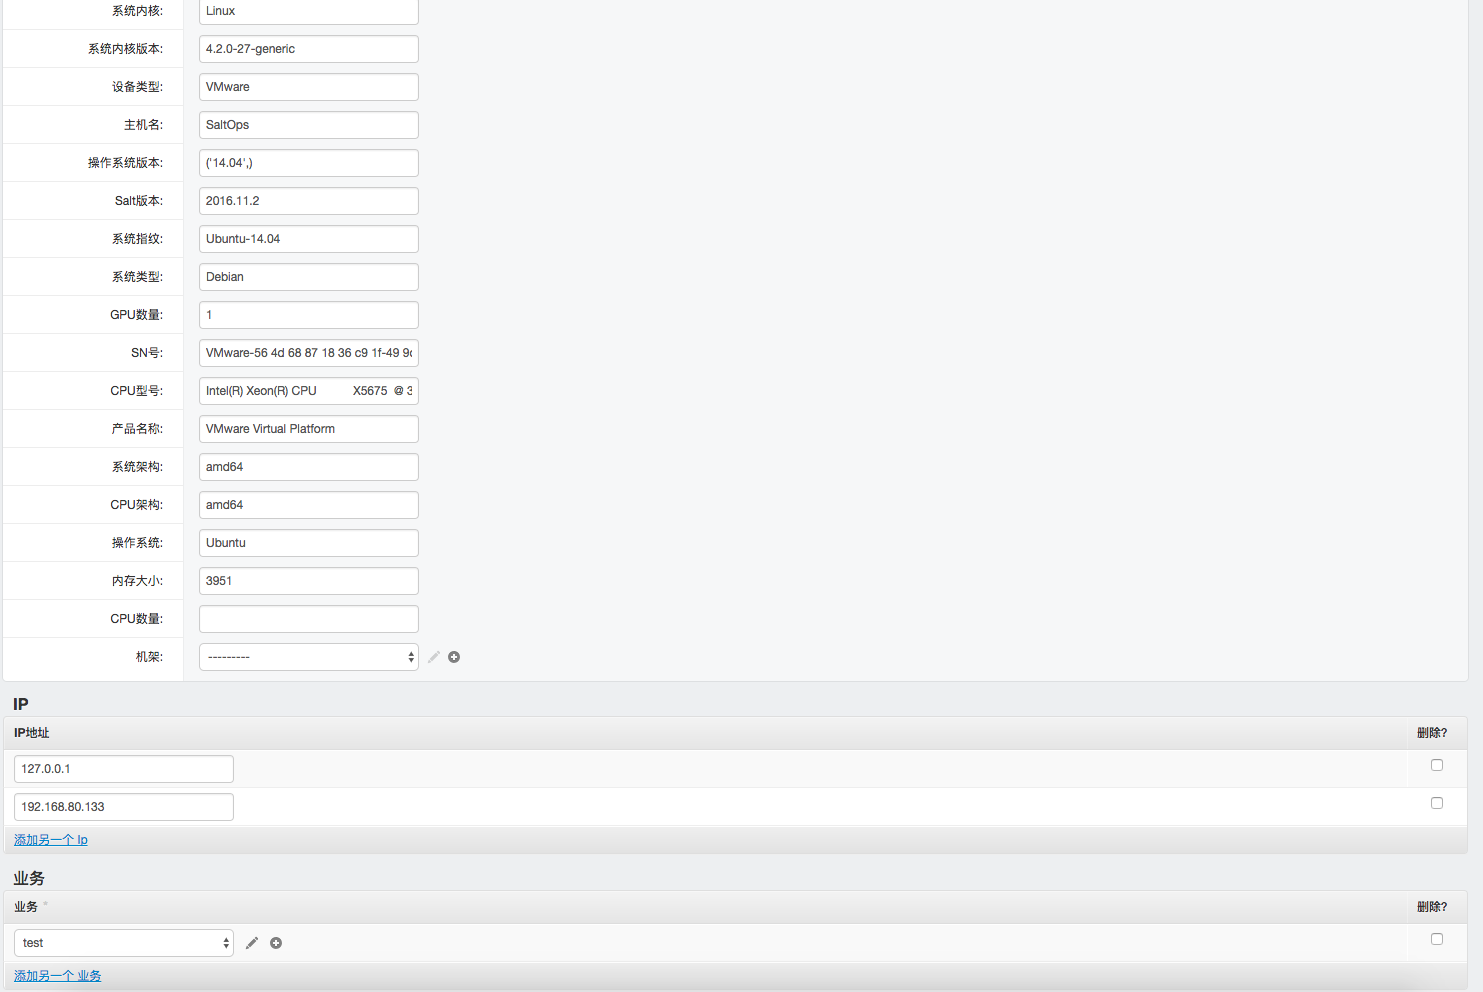 系统内核: Linux
系统内核版本: 4.2.0-27-generic
设备类型: VMware
主机名: SaltOps
操作系统版本: ('14.04',)
Salt版本: 2016.11.2
系统指纹: Ubuntu-14.04
系统类型: Debian
GPU数量: 1
SN号: VMware-56 4d 68 87 18 36 c9 1f-49 9c
CPU型号: Intel(R) Xeon(R) CPU X5675 @ 3
产品名称: VMware Virtual Platform
系统架构: amd64
CPU架构: amd64
操作系统: Ubuntu
内存大小: 3951
CPU数量:
机架: ---------
IP
IP地址 删除?
127.0.0.1
192.168.80.133
添加另一个 Ip
业务
业务 * 删除?
test
添加另一个 业务